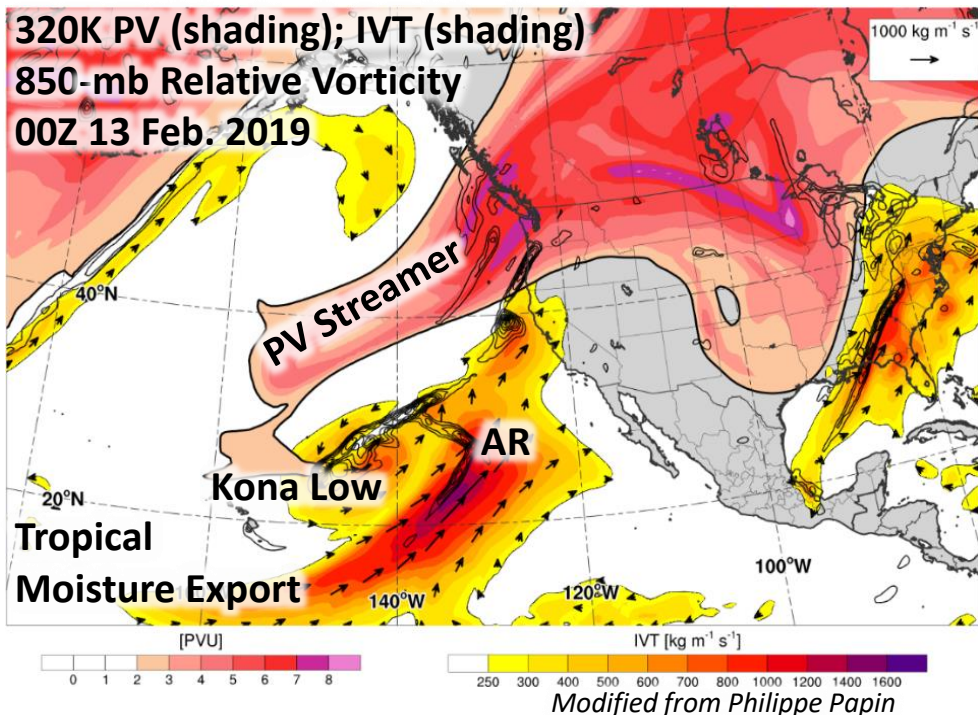 320K PV (shading); IVT (shading)
850-mb Relative Vorticity
00Z 13 Feb. 2019
1000 kg m⁻¹ s⁻¹
40°N
PV Streamer
AR
Kona Low
20°N
Tropical
Moisture Export
140°W
120°W
100°W
[PVU]
0 1 2 3 4 5 6 7 8
IVT [kg m⁻¹ s⁻¹]
250 300 400 500 600 700 800 1000 1200 1400 1600
Modified from Philippe Papin